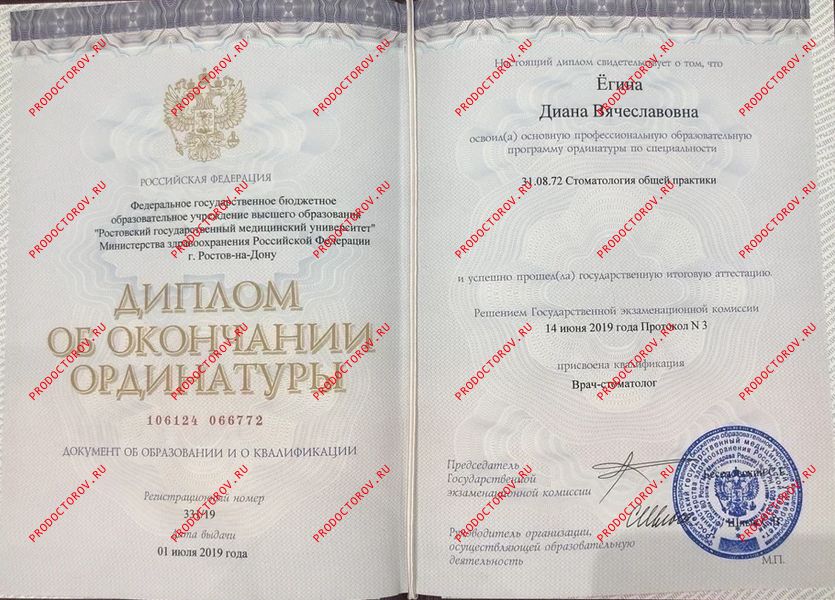 РОССИЙСКАЯ ФЕДЕРАЦИЯ
Федеральное государственное бюджетное
образовательное учреждение высшего образования
"Ростовский государственный медицинский университет"
Министерства здравоохранения Российской Федерации
г. Ростов-на-Дону
ДИПЛОМ
ОБ ОКОНЧАНИИ
ОРДИНАТУРЫ
106124 066772
ДОКУМЕНТ ОБ ОБРАЗОВАНИИ И О КВАЛИФИКАЦИИ
Регистрационный номер
331/19
Дата выдачи
01 июля 2019 года
Настоящий диплом свидетельствует о том, что
Ёгина
Диана Вячеславовна
освоил(а) основную профессиональную образовательную
программу ординатуры по специальности
31.08.72 Стоматология общей практики
и успешно прошел(ла) государственную итоговую аттестацию.
Решением Государственной экзаменационной комиссии
14 июня 2019 года Протокол N 3
присвоена квалификация
Врач-стоматолог
Председатель
Государственной
экзаменационной комиссии
Руководитель организации,
осуществляющей образовательную
деятельность
М.П.
PRODOCTOROV.RU